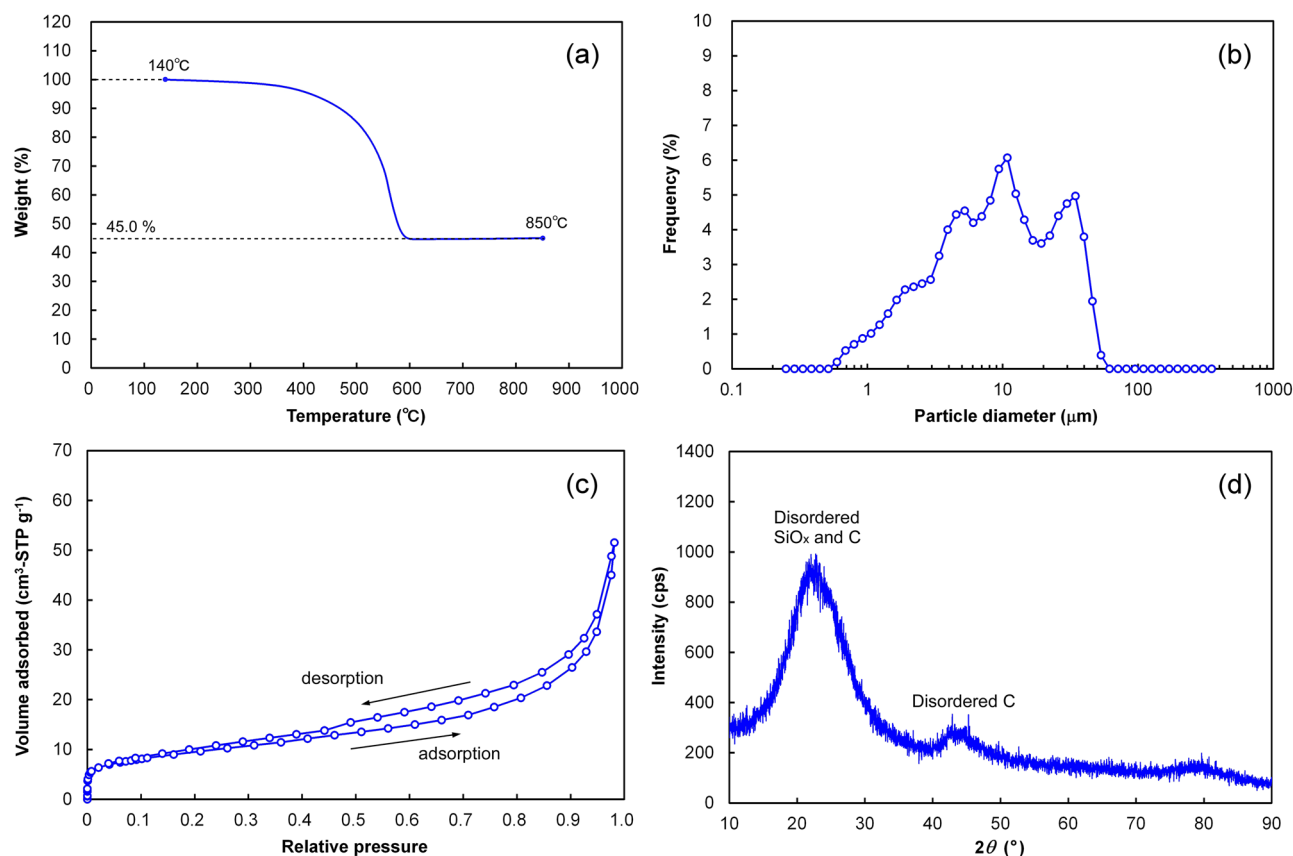 (a)
120
110
100
90
80
70
60
50
40
30
20
10
0
Weight (%)
140℃
45.0 %
850℃
0 100 200 300 400 500 600 700 800 900 1000
Temperature (℃)
(b)
10
9
8
7
6
5
4
3
2
1
0
Frequency (%)
0.1 1 10 100 1000
Particle diameter (μm)
(c)
70
60
50
40
30
20
10
0
Volume adsorbed (cm³-STP g⁻¹)
desorption
adsorption
0 0.1 0.2 0.3 0.4 0.5 0.6 0.7 0.8 0.9 1.0
Relative pressure
(d)
1400
1200
1000
800
600
400
200
0
Intensity (cps)
Disordered
SiOₓ and C
Disordered C
10 20 30 40 50 60 70 80 90
2θ (°)